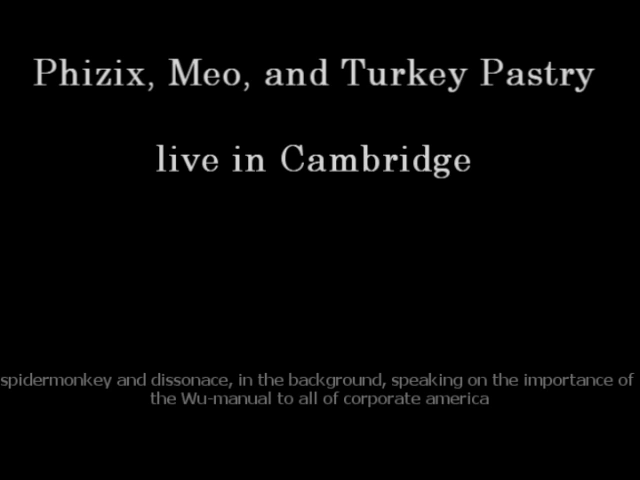 Phizix, Meo, and Turkey Pastry
live in Cambridge
spidermonkey and dissonace, in the background, speaking on the importance of
the Wu-manual to all of corporate america